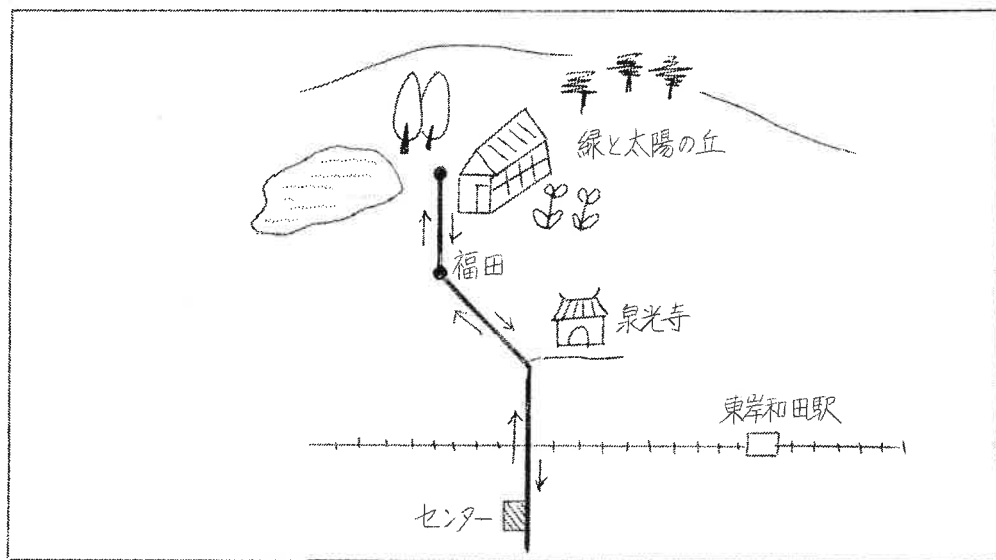 緑と太陽の丘
福田
泉光寺
東岸和田駅
センター